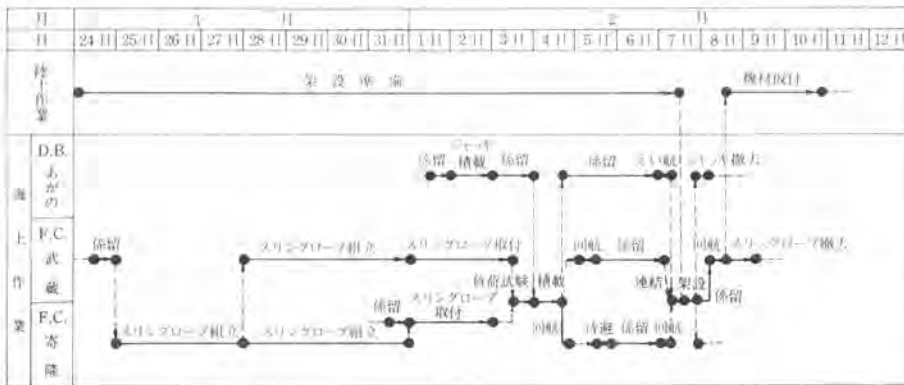 月 1 月 2 月
日 24日 25日 26日 27日 28日 29日 30日 31日 1日 2日 3日 4日 5日 6日 7日 8日 9日 10日 11日 12日
陸上作業 架設準備 機材仮付
海上作業
D.B.あがの 係留 ジャッキ積載 係留 係留 えい航 ジャッキ撤去
F.C.武蔵 係留 スリングロープ組立 スリングロープ取付 回航 係留 回航 スリングロープ撤去
荷試験 積載 連結 架設 係留
F.C.寄隆 スリングロープ組立 スリングロープ組立 係留 スリングロープ取付 回航 待避 係留 回航